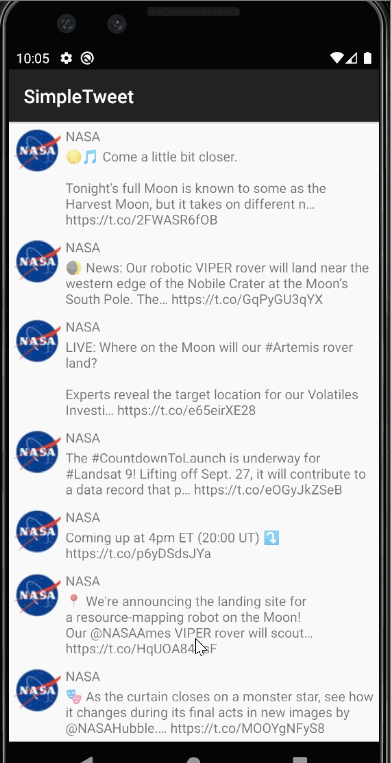 10:05
SimpleTweet
NASA
🌕🎵 Come a little bit closer.
Tonight's full Moon is known to some as the
Harvest Moon, but it takes on different n…
https://t.co/2FWASR6fOB
NASA
🌒 News: Our robotic VIPER rover will land near the
western edge of the Nobile Crater at the Moon's
South Pole. The… https://t.co/GqPyGU3qYX
NASA
LIVE: Where on the Moon will our #Artemis rover
land?
Experts reveal the target location for our Volatiles
Investi… https://t.co/e65eirXE28
NASA
The #CountdownToLaunch is underway for
#Landsat 9! Lifting off Sept. 27, it will contribute to
a data record that p… https://t.co/eOGyJkZSeB
NASA
Coming up at 4pm ET (20:00 UT) ⤵️
https://t.co/p6yDSdsJYa
NASA
📍 We're announcing the landing site for
a resource-mapping robot on the Moon!
Our @NASAAmes VIPER rover will scout…
NASA
🎭 As the curtain closes on a monster star, see how
it changes during its final acts in new images by
@NASAHubble.… https://t.co/MOOYgNFyS8